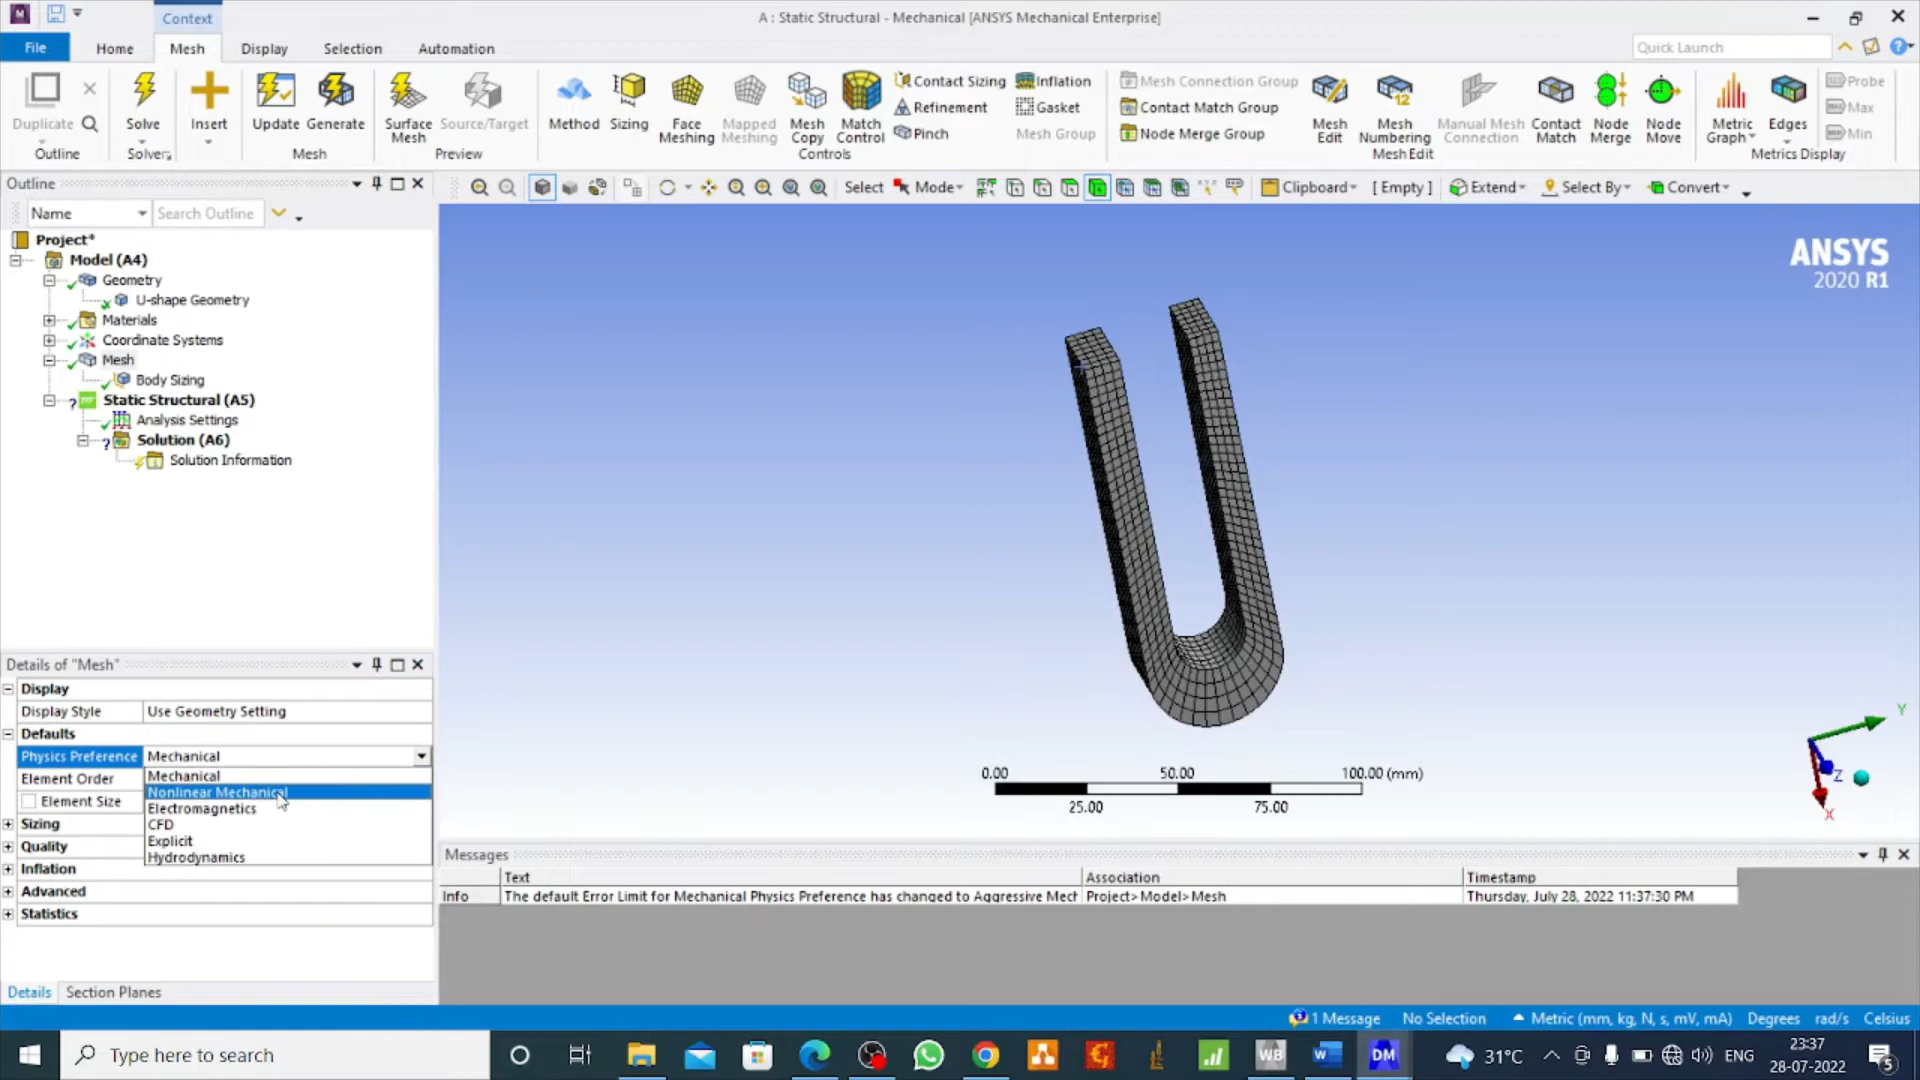 Context
A : Static Structural - Mechanical [ANSYS Mechanical Enterprise]
File Home Mesh Display Selection Automation
Quick Launch
Duplicate
Outline
Solve
Solver
Insert
Update Generate
Mesh
Surface Mesh
Source/Target
Preview
Method Sizing
Face Meshing
Mapped Meshing
Mesh Copy
Match Control
Controls
Contact Sizing
Refinement
Pinch
Inflation
Gasket
Mesh Group
Mesh Connection Group
Contact Match Group
Node Merge Group
Mesh Edit
Mesh Numbering
Manual Mesh Connection
Contact Match
Node Merge
Node Move
Mesh Edit
Metric Graph
Edges
Probe
Max
Min
Metrics Display
Outline
Name Search Outline
Select Mode Clipboard [ Empty ] Extend Select By Convert
Project*
Model (A4)
Geometry
U-shape Geometry
Materials
Coordinate Systems
Mesh
Body Sizing
Static Structural (A5)
Analysis Settings
Solution (A6)
Solution Information
ANSYS
2020 R1
Details of "Mesh"
Display
Display Style Use Geometry Setting
Defaults
Physics Preference Mechanical
Element Order Mechanical
Nonlinear Mechanical
Element Size Electromagnetics
Sizing CFD
Quality Explicit
Hydrodynamics
Inflation
Advanced
Statistics
Details Section Planes
0.00 50.00 100.00 (mm)
25.00 75.00
Y
Z
X
Messages
Text Association Timestamp
Info The default Error Limit for Mechanical Physics Preference has changed to Aggressive Mech Project>Model>Mesh Thursday, July 28, 2022 11:37:30 PM
1 Message No Selection Metric (mm, kg, N, s, mV, mA) Degrees rad/s Celsius
Type here to search
WB
DM
31°C
ENG
23:37
28-07-2022
5